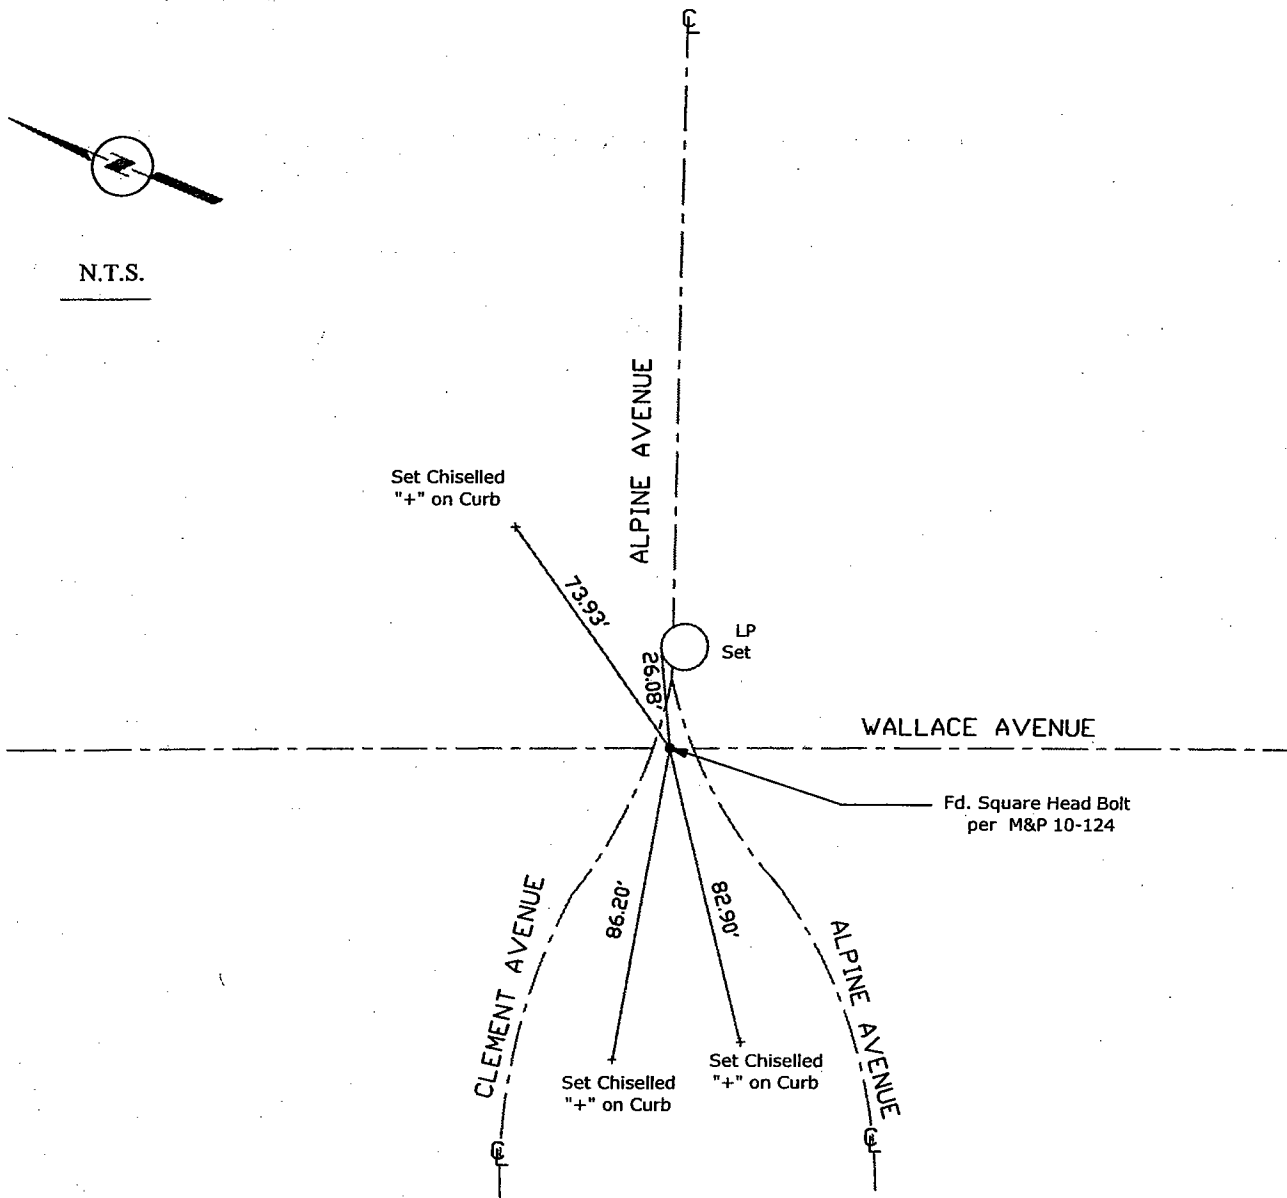 ℄
N.T.S.
ALPINE AVENUE
Set Chiselled
"+" on Curb
73.93'
LP
Set
26.08'
WALLACE AVENUE
Fd. Square Head Bolt
per M&P 10-124
CLEMENT AVENUE
86.20'
82.90'
ALPINE AVENUE
Set Chiselled
"+" on Curb
Set Chiselled
"+" on Curb
℄
℄